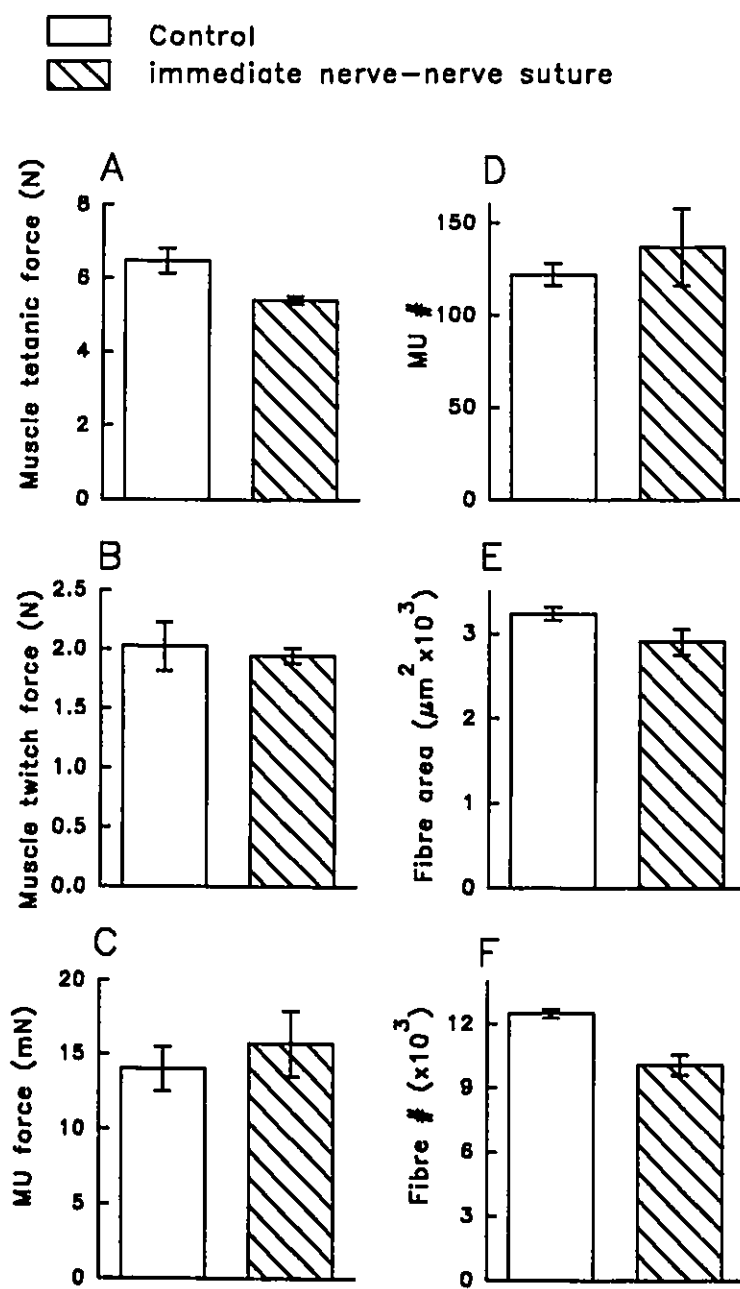 Control
immediate nerve-nerve suture
A
Muscle tetanic force (N)
8
6
4
2
0
D
MU #
150
100
50
0
B
Muscle twitch force (N)
2.5
2.0
1.5
1.0
0.5
0.0
E
Fibre area (μm² x10³)
3
2
1
0
C
MU force (mN)
20
15
10
5
0
F
Fibre # (x10³)
12
9
6
3
0